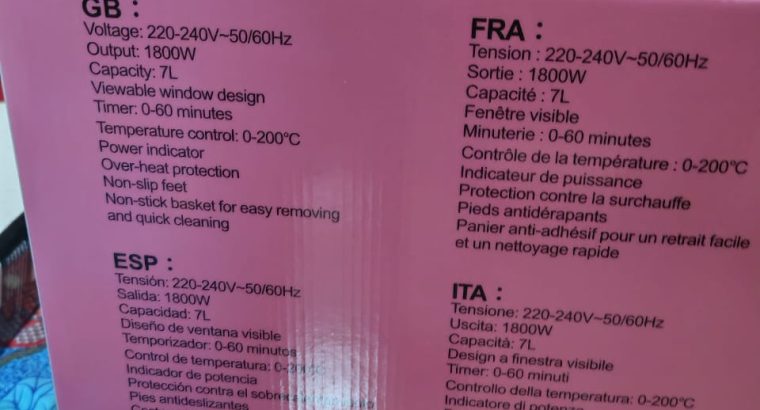 GB :
Voltage: 220-240V~50/60Hz
Output: 1800W
Capacity: 7L
Viewable window design
Timer: 0-60 minutes
Temperature control: 0-200℃
Power indicator
Over-heat protection
Non-slip feet
Non-stick basket for easy removing
and quick cleaning
FRA :
Tension : 220-240V~50/60Hz
Sortie : 1800W
Capacité : 7L
Fenêtre visible
Minuterie : 0-60 minutes
Contrôle de la température : 0-200℃
Indicateur de puissance
Protection contre la surchauffe
Pieds antidérapants
Panier anti-adhésif pour un retrait facile
et un nettoyage rapide
ESP :
Tensión: 220-240V~50/60Hz
Salida: 1800W
Capacidad: 7L
Diseño de ventana visible
Temporizador: 0-60 minutos
Control de temperatura: 0-200℃
Indicador de potencia
Protección contra el
Pies antideslizantes
ITA :
Tensione: 220-240V~50/60Hz
Uscita: 1800W
Capacità: 7L
Design a finestra visibile
Timer: 0-60 minuti
Controllo della temperatura: 0-200℃
Indicatore di